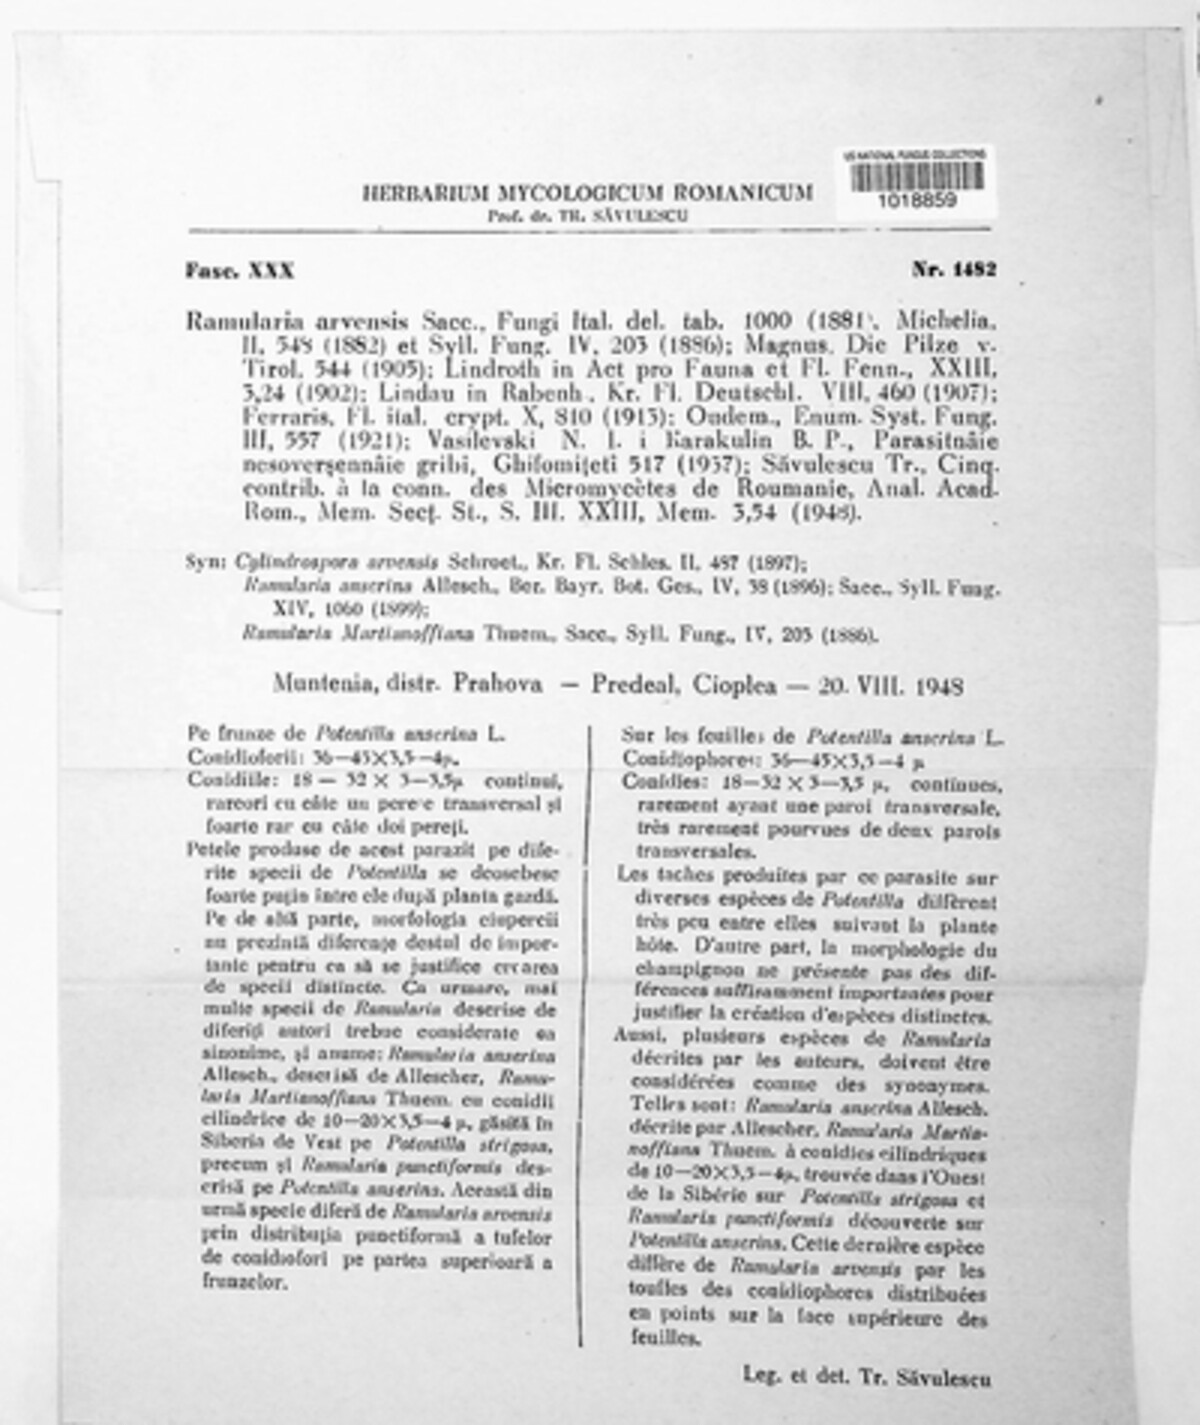 US NATIONAL FUNGUS COLLECTIONS
1018859
HERBARIUM MYCOLOGICUM ROMANICUM
Prof. dr. TR. SĂVULESCU
Fasc. XXX Nr. 1482
Ramularia arvensis Sacc., Fungi Ital. del. tab. 1000 (1881), Michelia,
II, 548 (1882) et Syll. Fung. IV, 203 (1886); Magnus, Die Pilze v.
Tirol, 544 (1905); Lindroth in Act pro Fauna et Fl. Fenn., XXIII,
3,24 (1902); Lindau in Rabenh., Kr. Fl. Deutschl. VIII, 460 (1907);
Ferraris, Fl. ital. crypt. X, 810 (1913); Oudem., Enum. Syst. Fung.
III, 557 (1921); Vasilevski N. I. i Karakulin B. P., Parasitnâie
nesoverșennâie gribi, Ghifomițeti 517 (1937); Săvulescu Tr., Cinq.
contrib. à la conn. des Micromycètes de Roumanie, Anal. Acad.
Rom., Mem. Secț. St., S. III. XXIII, Mem. 3,54 (1948).
Syn: Cylindrospora arvensis Schroet., Kr. Fl. Schles. II, 487 (1897);
Ramularia anserina Allesch., Ber. Bayr. Bot. Ges., IV, 38 (1896); Sacc., Syll. Fung.
XIV, 1060 (1899);
Ramularia Martianoffiana Thuem., Sacc., Syll. Fung., IV, 203 (1886).
Muntenia, distr. Prahova — Predeal, Cioplea — 20. VIII. 1948
Pe frunze de Potentilla anserina L.
Conidioforii: 36—45×3,5—4µ.
Conidiile: 18 — 32 × 3—3,5µ continui,
rareori cu câte un perete transversal și
foarte rar cu câte doi pereți.
Petele produse de acest parazit pe dife-
rite specii de Potentilla se deosebesc
foarte puțin între ele după planta gazdă.
Pe de altă parte, morfologia ciupercii
nu prezintă diferențe destul de impor-
tante pentru ca să se justifice crearea
de specii distincte. Ca urmare, mai
multe specii de Ramularia descrise de
diferiți autori trebue considerate ca
sinonime, și anume: Ramularia anserina
Allesch., descrisă de Allescher, Ramu-
laria Martianoffiana Thuem. cu conidii
cilindrice de 10—20×3,5—4 µ, găsită în
Siberia de Vest pe Potentilla strigosa,
precum și Ramularia punctiformis des-
crisă pe Potentilla anserina. Această din
urmă specie diferă de Ramularia arvensis
prin distribuția punctiformă a tufelor
de conidiofori pe partea superioară a
frunzelor.
Sur les feuilles de Potentilla anserina L.
Conidiophores: 36—45×3,5—4 µ
Conidies: 18—32 × 3—3,5 µ, continues,
rarement ayant une paroi transversale,
très rarement pourvues de deux parois
transversales.
Les taches produites par ce parasite sur
diverses espèces de Potentilla diffèrent
très peu entre elles suivant la plante
hôte. D'autre part, la morphologie du
champignon ne présente pas des dif-
férences suffisamment importantes pour
justifier la création d'espèces distinctes.
Aussi, plusieurs espèces de Ramularia
décrites par les auteurs, doivent être
considérées comme des synonymes.
Telles sont: Ramularia anserina Allesch.
décrite par Allescher, Ramularia Martia-
noffiana Thuem. à conidies cilindriques
de 10—20×3,5—4µ, trouvée dans l'Ouest
de la Sibérie sur Potentilla strigosa et
Ramularia punctiformis découverte sur
Potentilla anserina. Cette dernière espèce
diffère de Ramularia arvensis par les
touffes des conidiophores distribuées
en points sur la face supérieure des
feuilles.
Leg. et det. Tr. Săvulescu